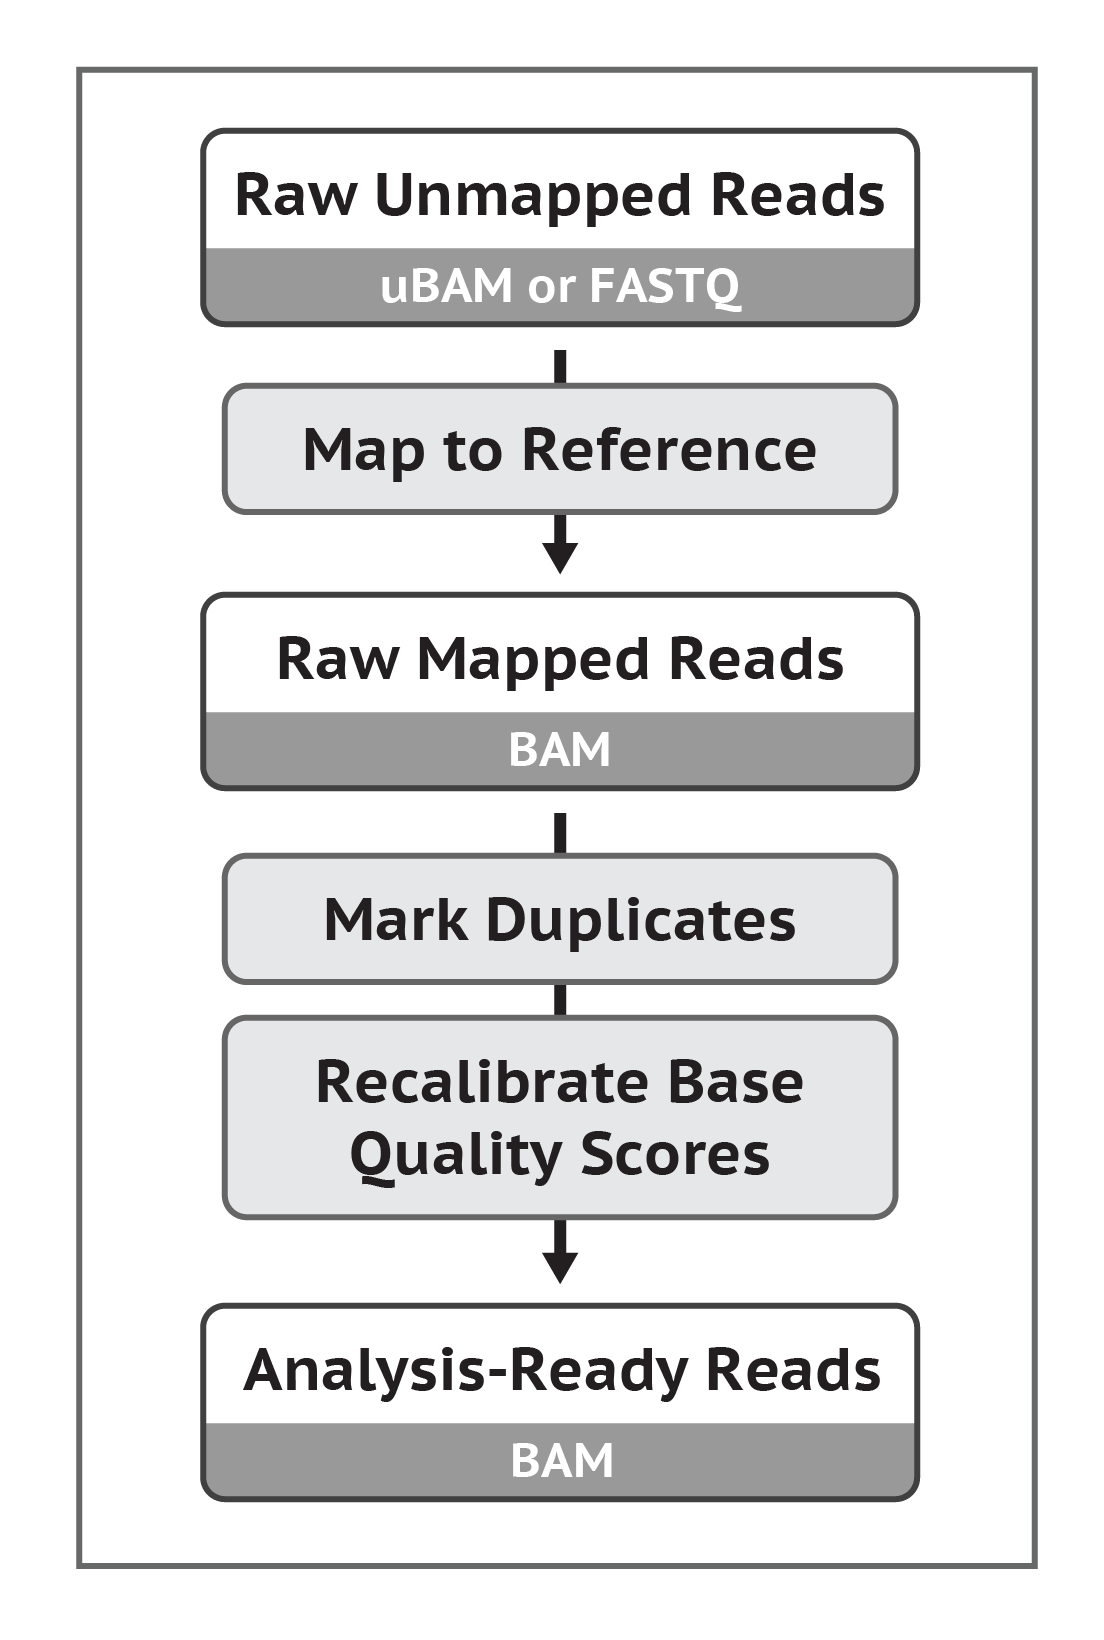 Raw Unmapped Reads
uBAM or FASTQ
Map to Reference
Raw Mapped Reads
BAM
Mark Duplicates
Recalibrate Base
Quality Scores
Analysis-Ready Reads
BAM